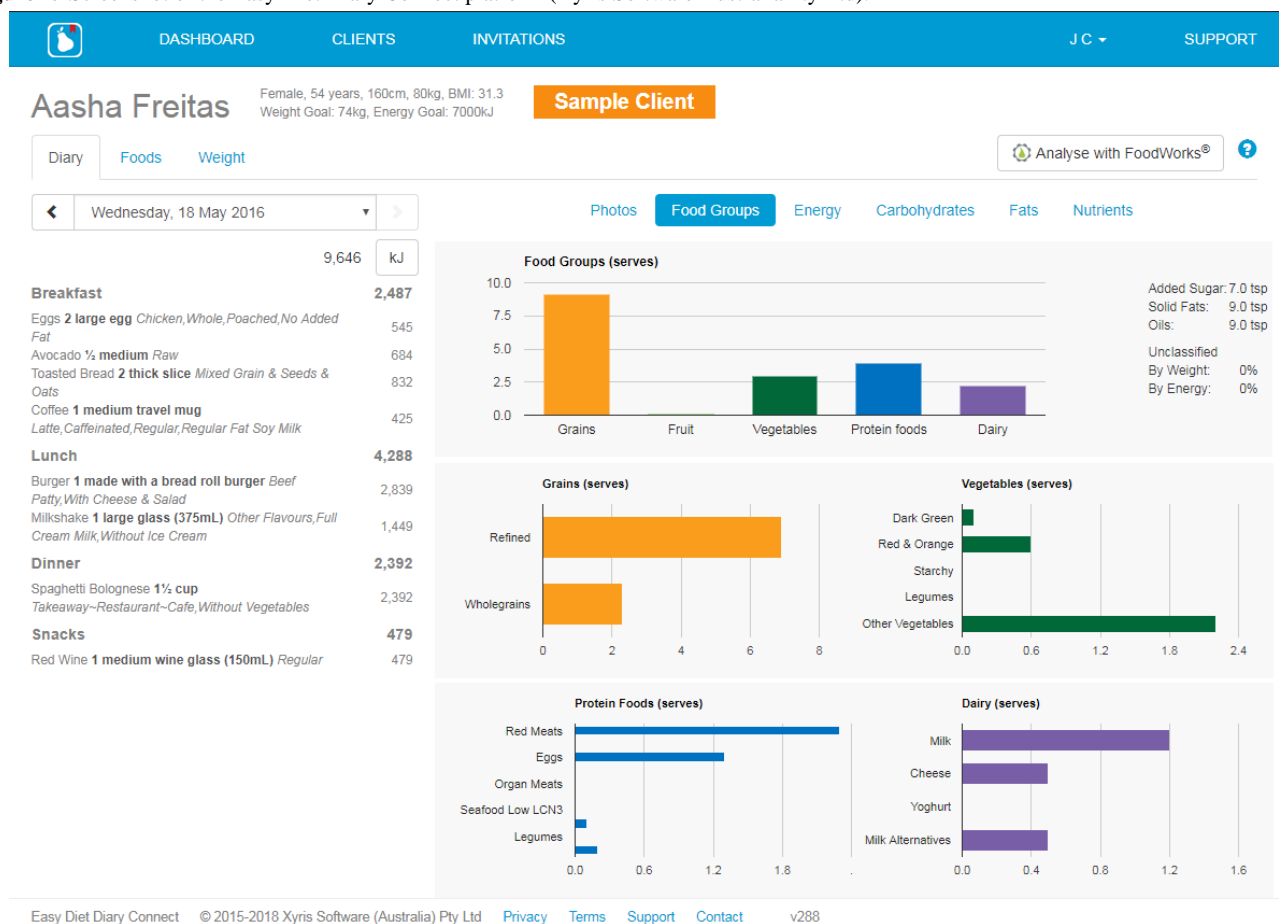 DASHBOARD CLIENTS INVITATIONS J C SUPPORT
Aasha Freitas
Female, 54 years, 160cm, 80kg, BMI: 31.3
Weight Goal: 74kg, Energy Goal: 7000kJ
Sample Client
Diary Foods Weight
Analyse with FoodWorks® ?
Wednesday, 18 May 2016
9,646 kJ
Breakfast 2,487
Eggs 2 large egg Chicken,Whole,Poached,No Added
Fat
545
Avocado ½ medium Raw 684
Toasted Bread 2 thick slice Mixed Grain & Seeds &
Oats
832
Coffee 1 medium travel mug
Latte,Caffeinated,Regular,Regular Fat Soy Milk
425
Lunch 4,288
Burger 1 made with a bread roll burger Beef
Patty,With Cheese & Salad
2,839
Milkshake 1 large glass (375mL) Other Flavours,Full
Cream Milk,Without Ice Cream
1,449
Dinner 2,392
Spaghetti Bolognese 1½ cup
Takeaway~Restaurant~Cafe,Without Vegetables
2,392
Snacks 479
Red Wine 1 medium wine glass (150mL) Regular 479
Photos Food Groups Energy Carbohydrates Fats Nutrients
Food Groups (serves)
10.0
7.5
5.0
2.5
0.0
Grains Fruit Vegetables Protein foods Dairy
Added Sugar: 7.0 tsp
Solid Fats: 9.0 tsp
Oils: 9.0 tsp
Unclassified
By Weight: 0%
By Energy: 0%
Grains (serves)
Refined
Wholegrains
0 2 4 6 8
Vegetables (serves)
Dark Green
Red & Orange
Starchy
Legumes
Other Vegetables
0.0 0.6 1.2 1.8 2.4
Protein Foods (serves)
Red Meats
Eggs
Organ Meats
Seafood Low LCN3
Legumes
0.0 0.6 1.2 1.8 .
Dairy (serves)
Milk
Cheese
Yoghurt
Milk Alternatives
0.0 0.4 0.8 1.2 1.6
Easy Diet Diary Connect © 2015-2018 Xyris Software (Australia) Pty Ltd Privacy Terms Support Contact v288